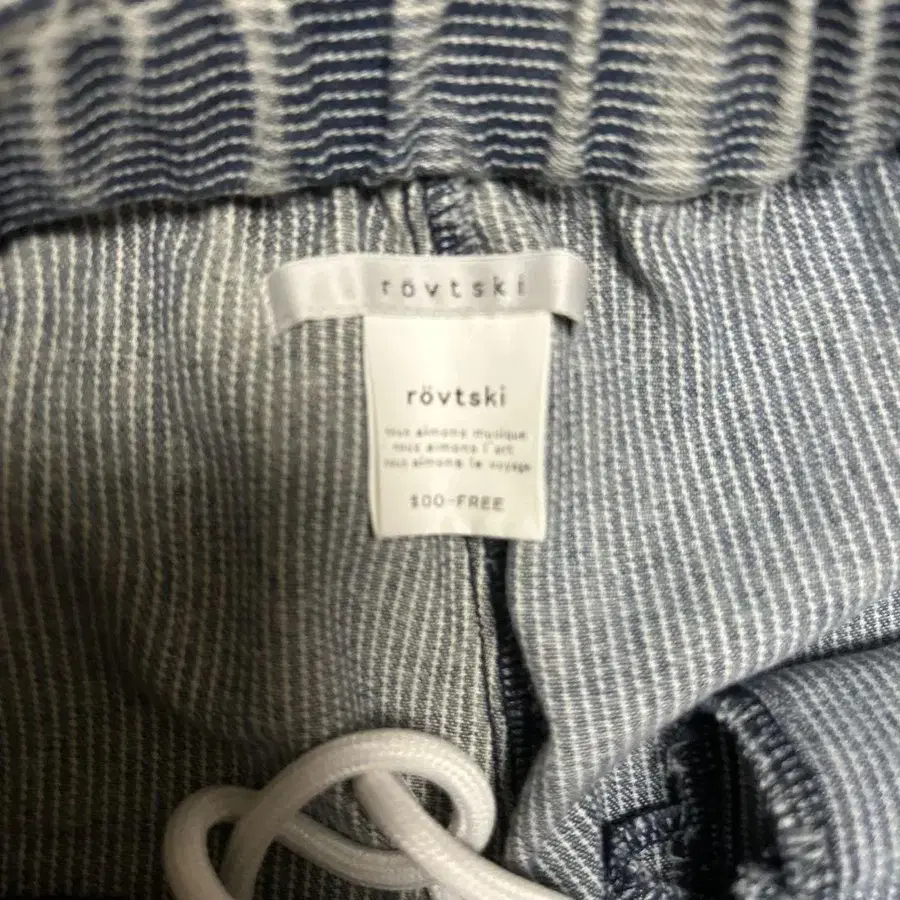 rövtski
rövtski
nous aimons musique
nous aimons l'art
nous aimons le voyage
$00-FREE